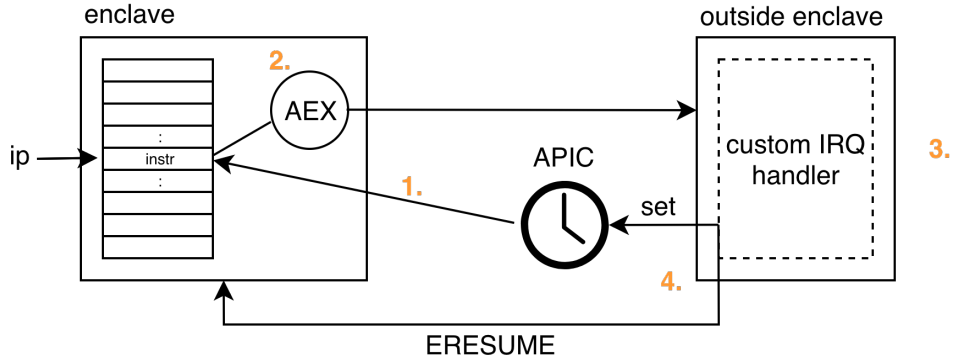 enclave
outside enclave
2.
AEX
:
ip
instr
:
1.
APIC
custom IRQ
handler
3.
set
4.
ERESUME